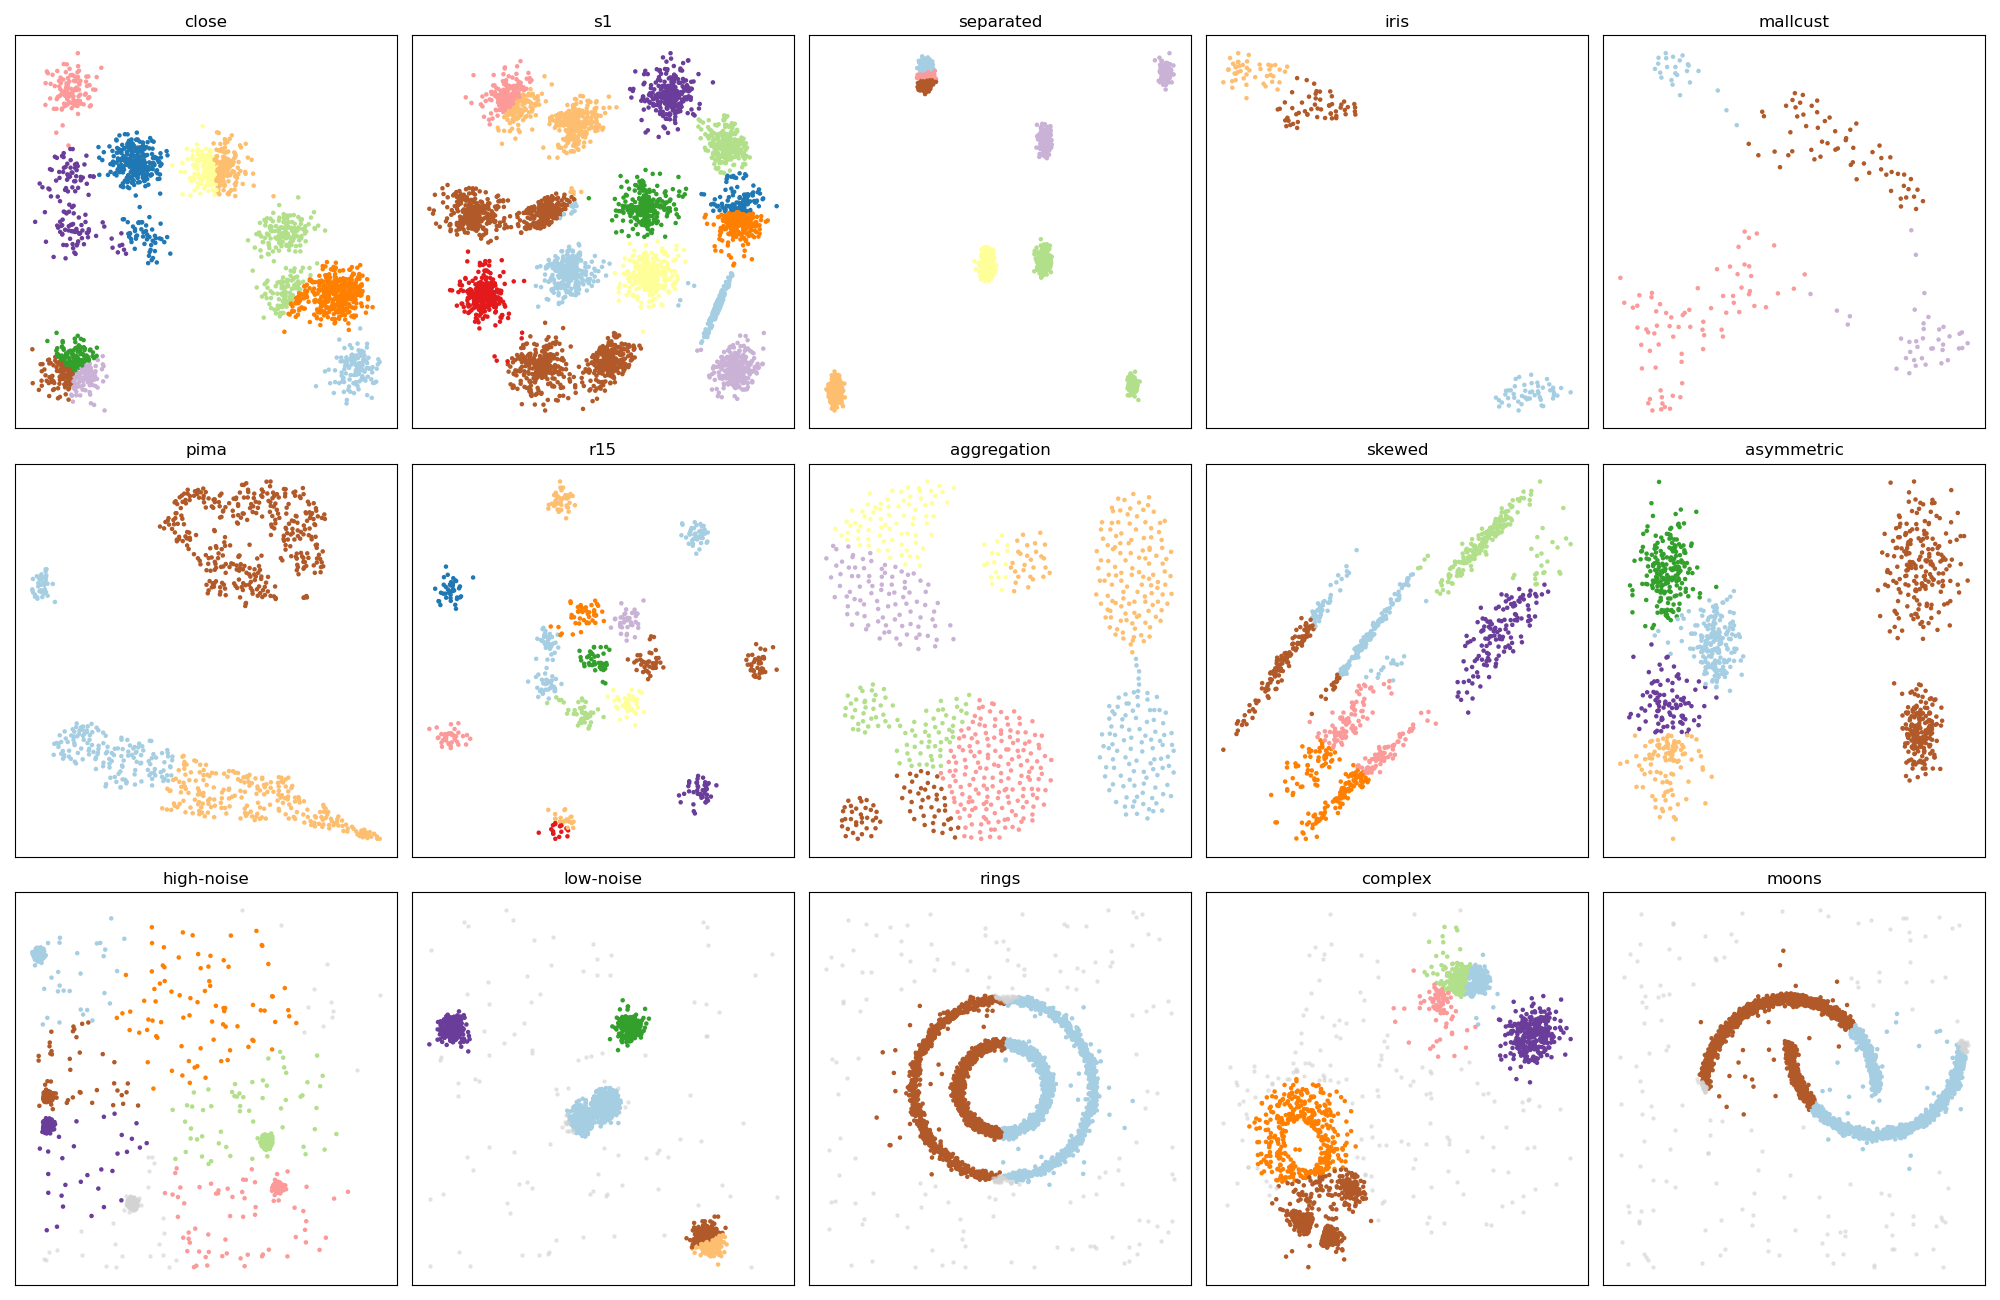 close
s1
separated
iris
mallcust
pima
r15
aggregation
skewed
asymmetric
high-noise
low-noise
rings
complex
moons